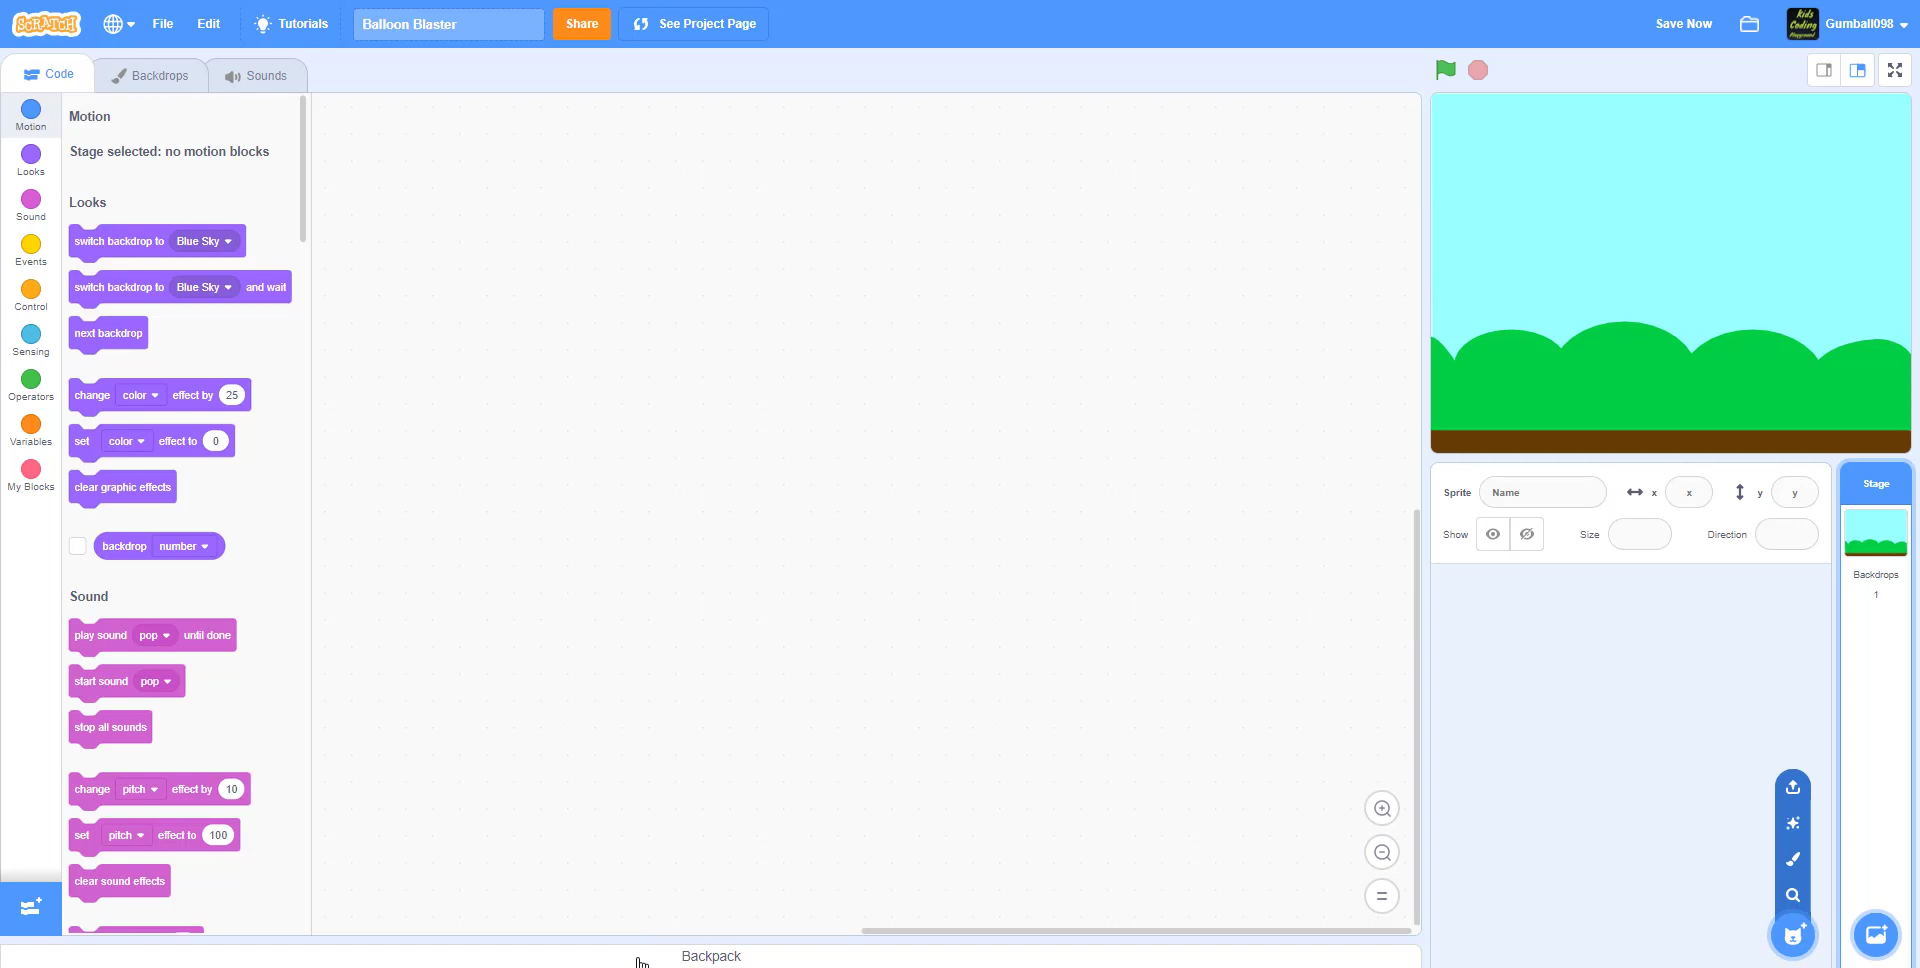 SCRATCH File Edit Tutorials Balloon Blaster Share See Project Page Save Now Kids Coding Playground Gumball098
Code Backdrops Sounds
Motion
Looks
Sound
Events
Control
Sensing
Operators
Variables
My Blocks
Motion
Stage selected: no motion blocks
Looks
switch backdrop to Blue Sky
switch backdrop to Blue Sky and wait
next backdrop
change color effect by 25
set color effect to 0
clear graphic effects
backdrop number
Sound
play sound pop until done
start sound pop
stop all sounds
change pitch effect by 10
set pitch effect to 100
clear sound effects
Backpack
Sprite Name x x y y
Show Size Direction
Stage
Backdrops
1